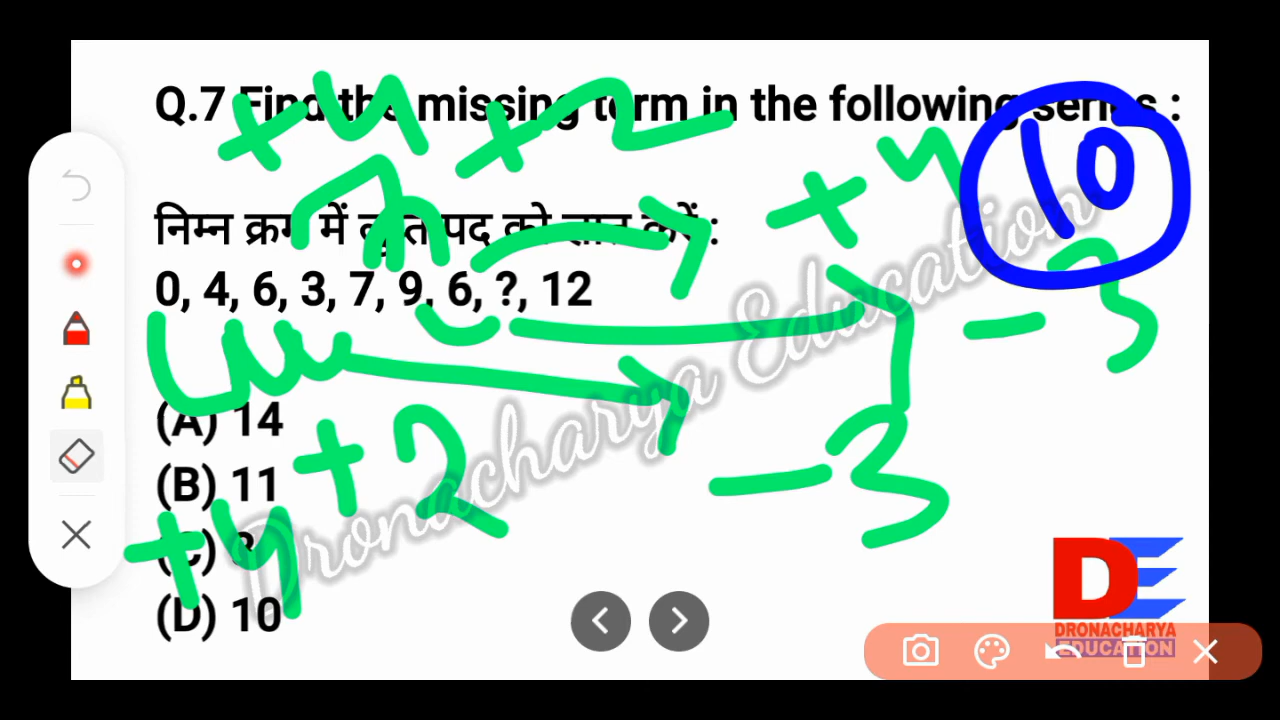 Q.7 Find the missing term in the following series :
+4 +2
+4
10
निम्न क्रम में लुप्त पद को ज्ञात करें :
-3
0, 4, 6, 3, 7, 9, 6, ?, 12
(A) 14
+2
-3
(B) 11
+4
(C) 8
(D) 10
Dronacharya Education
DE
DRONACHARYA
EDUCATION